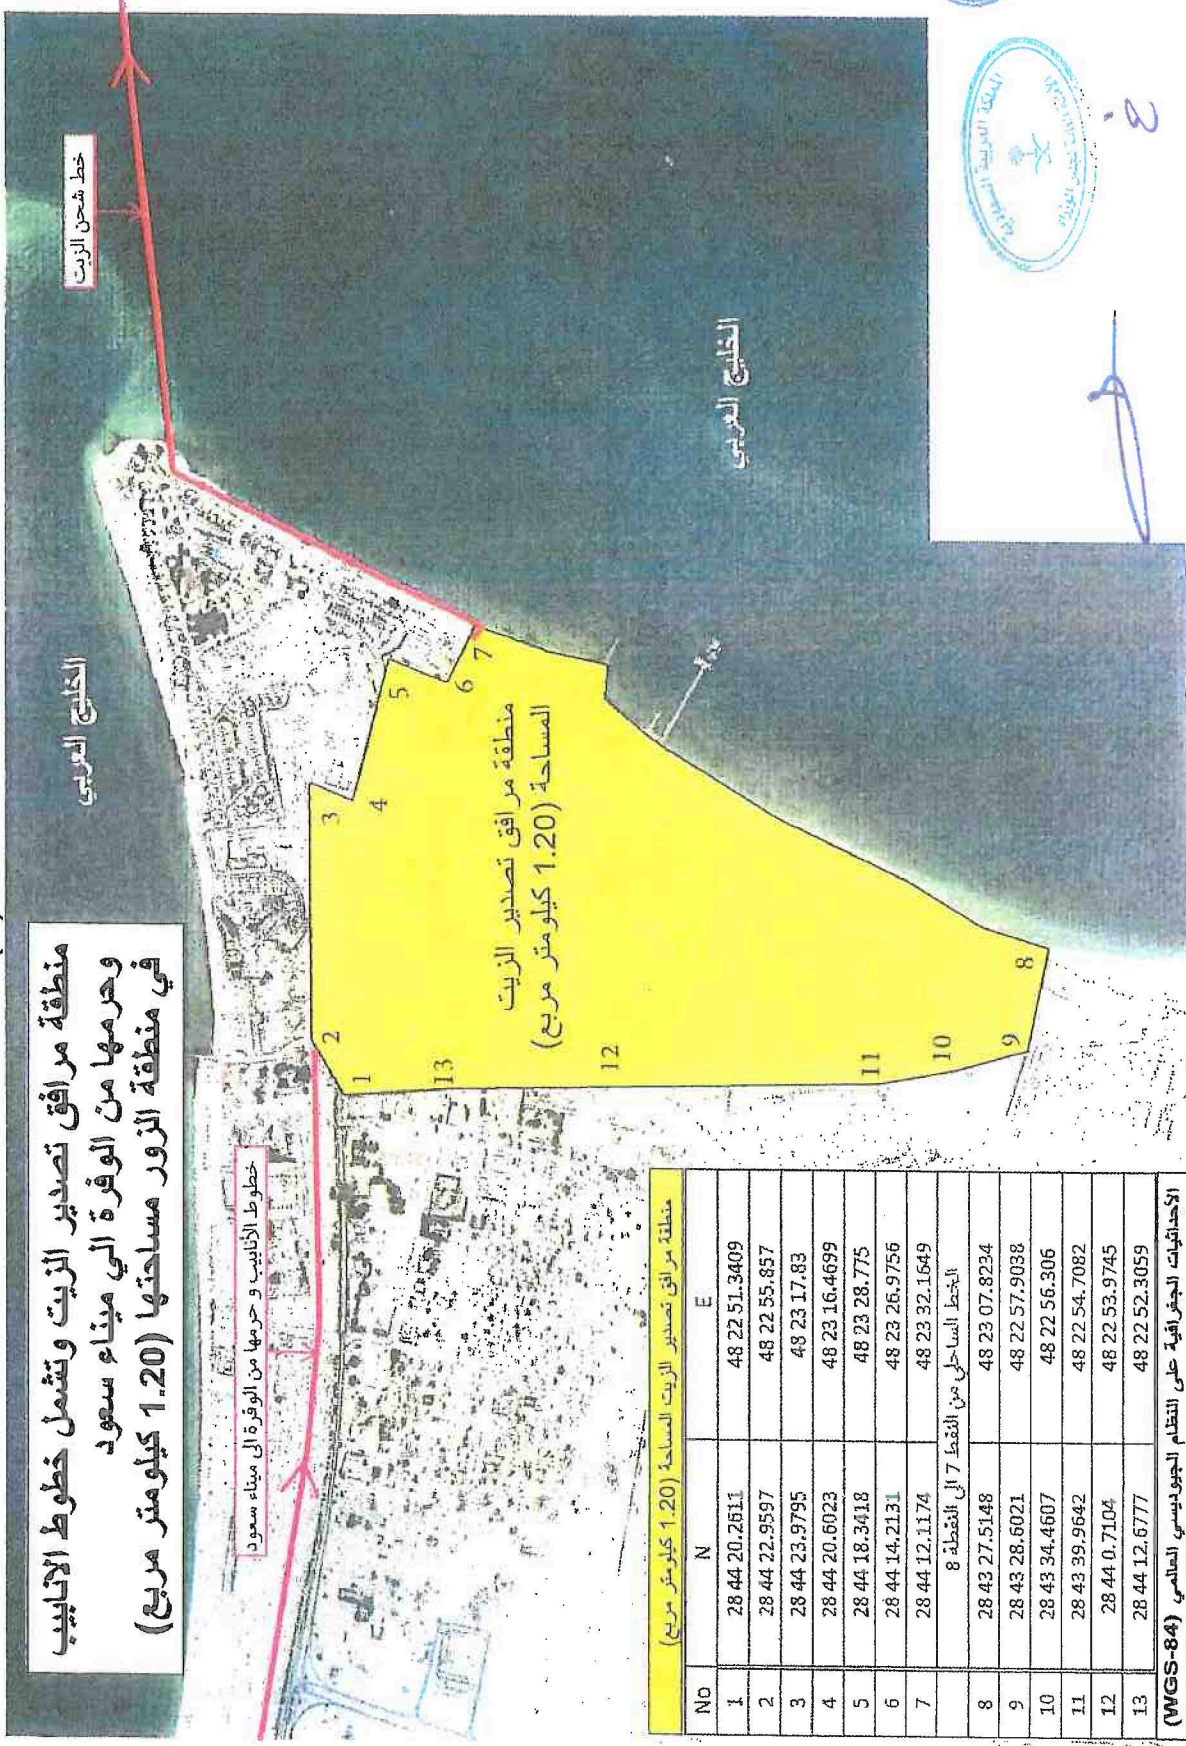 منطقة مرافق تصدير الزيت وتشمل خطوط الانابيب
وحرمها من الوفرة الي ميناء سعود
في منطقة الزور مساحتها (1.20 كيلومتر مربع)
الخليج العربي
خط شحن الزيت
خطوط الأنابيب و حرمها من الوفرة الى ميناء سعود
منطقة مرافق تصدير الزيت
المساحة (1.20 كيلومتر مربع)
الخليج العربي
1
2
3
4
5
6
7
8
9
10
11
12
13
منطقة مرافق تصدير الزيت المساحة (1.20 كيلومتر مربع)
No N E
1 28 44 20.2611 48 22 51.3409
2 28 44 22.9597 48 22 55.857
3 28 44 23.9795 48 23 17.83
4 28 44 20.6023 48 23 16.4699
5 28 44 18.3418 48 23 28.775
6 28 44 14.2131 48 23 26.9756
7 28 44 12.1174 48 23 32.1649
الخط الساحلي من النقط 7 الى النقطة 8
8 28 43 27.5148 48 23 07.8234
9 28 43 28.6021 48 22 57.9038
10 28 43 34.4607 48 22 56.306
11 28 43 39.9642 48 22 54.7082
12 28 44 0.7104 48 22 53.9745
13 28 44 12.6777 48 22 52.3059
الأحداثيات الجغرافية على النظام الجيوديسي العالمي (WGS-84)
المملكة العربية السعودية